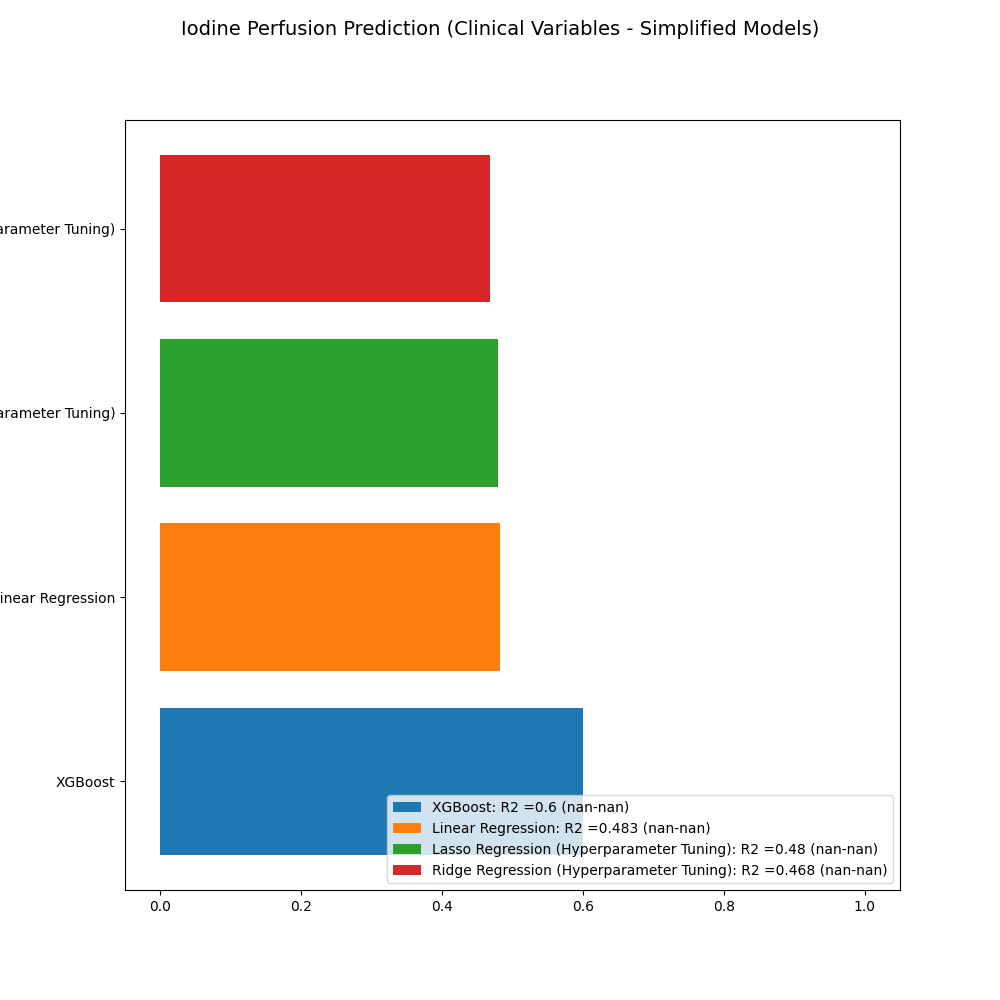 Iodine Perfusion Prediction (Clinical Variables - Simplified Models)
arameter Tuning)
arameter Tuning)
inear Regression
XGBoost
XGBoost: R2 =0.6 (nan-nan)
Linear Regression: R2 =0.483 (nan-nan)
Lasso Regression (Hyperparameter Tuning): R2 =0.48 (nan-nan)
Ridge Regression (Hyperparameter Tuning): R2 =0.468 (nan-nan)
0.0 0.2 0.4 0.6 0.8 1.0